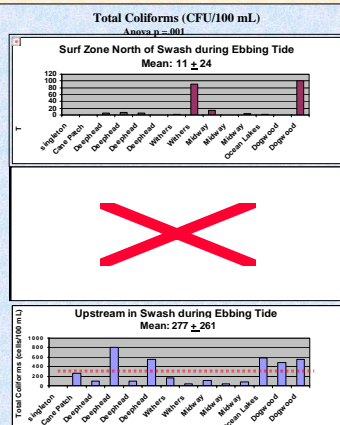 Total Coliforms (CFU/100 mL)
Anova p =.001
Surf Zone North of Swash during Ebbing Tide
Mean: 11 + 24
120
100
80
60
40
20
0
T
singleton
Cane Patch
Deephead
Deephead
Deephead
Deephead
Withers
Withers
Midway
Midway
Midway
Ocean Lakes
Dogwood
Dogwood
Upstream in Swash during Ebbing Tide
Mean: 277 + 261
Total Coliforms (cells/100 mL)
1000
800
600
400
200
0
singleton
Cane Patch
Deephead
Deephead
Deephead
Deephead
Withers
Withers
Midway
Midway
Midway
Ocean Lakes
Dogwood
Dogwood